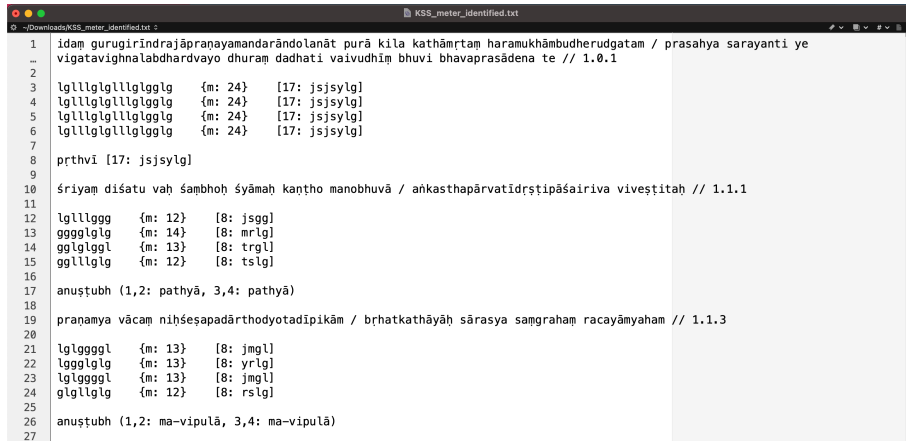 KSS_meter_identified.txt
~/Downloads/KSS_meter_identified.txt
1 idaṃ gurugirīndrajāpraṇayamandarāndolanāt purā kila kathāmṛtaṃ haramukhāmbudherudgatam / prasahya sarayanti ye
… vigatavighnalabdhardvayo dhuraṃ dadhati vaivudhīṃ bhuvi bhavaprasādena te // 1.0.1
2
3 lglllglglllglgglg {m: 24} [17: jsjsylg]
4 lglllglglllglgglg {m: 24} [17: jsjsylg]
5 lglllglglllglgglg {m: 24} [17: jsjsylg]
6 lglllglglllglgglg {m: 24} [17: jsjsylg]
7
8 pṛthvī [17: jsjsylg]
9
10 śriyaṃ diśatu vaḥ śambhoḥ śyāmaḥ kaṇṭho manobhuvā / aṅkasthapārvatīdṛṣṭipāśairiva viveṣṭitaḥ // 1.1.1
11
12 lglllggg {m: 12} [8: jsgg]
13 gggglglg {m: 14} [8: mrlg]
14 gglglggl {m: 13} [8: trgl]
15 gglllglg {m: 12} [8: tslg]
16
17 anuṣṭubh (1,2: pathyā, 3,4: pathyā)
18
19 praṇamya vācaṃ niḥśeṣapadārthodyotadīpikām / bṛhatkathāyāḥ sārasya saṃgrahaṃ racayāmyaham // 1.1.3
20
21 lglggggl {m: 13} [8: jmgl]
22 lggglglg {m: 13} [8: yrlg]
23 lglggggl {m: 13} [8: jmgl]
24 glgllglg {m: 12} [8: rslg]
25
26 anuṣṭubh (1,2: ma-vipulā, 3,4: ma-vipulā)
27